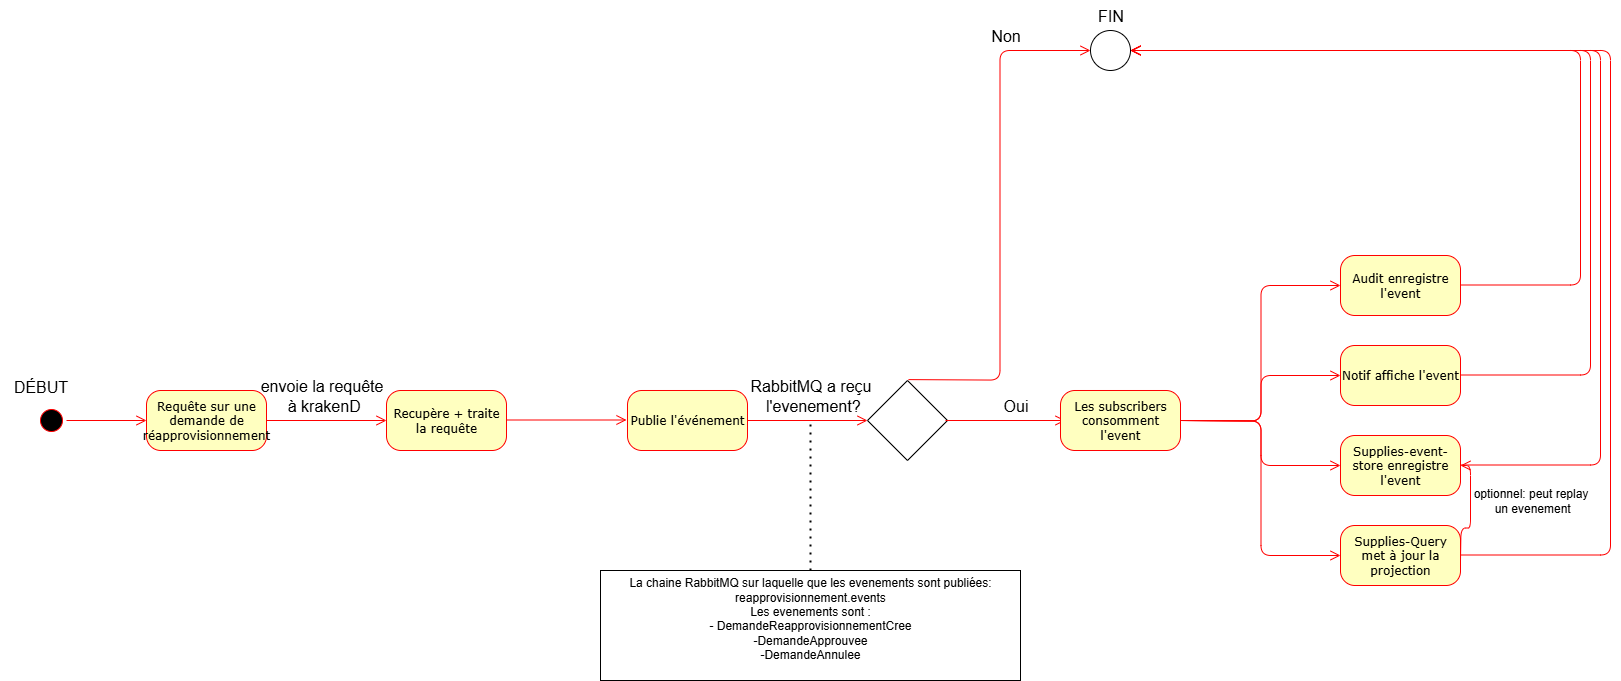 FIN
Non
DÉBUT
Requête sur une
demande de
réapprovisionnement
envoie la requête
à krakenD
Recupère + traite
la requête
Publie l'événement
RabbitMQ a reçu
l'evenement?
Oui
Les subscribers
consomment
l'event
Audit enregistre
l'event
Notif affiche l'event
Supplies-event-
store enregistre
l'event
optionnel: peut replay
un evenement
Supplies-Query
met à jour la
projection
La chaine RabbitMQ sur laquelle que les evenements sont publiées:
reapprovisionnement.events
Les evenements sont :
- DemandeReapprovisionnementCree
-DemandeApprouvee
-DemandeAnnulee